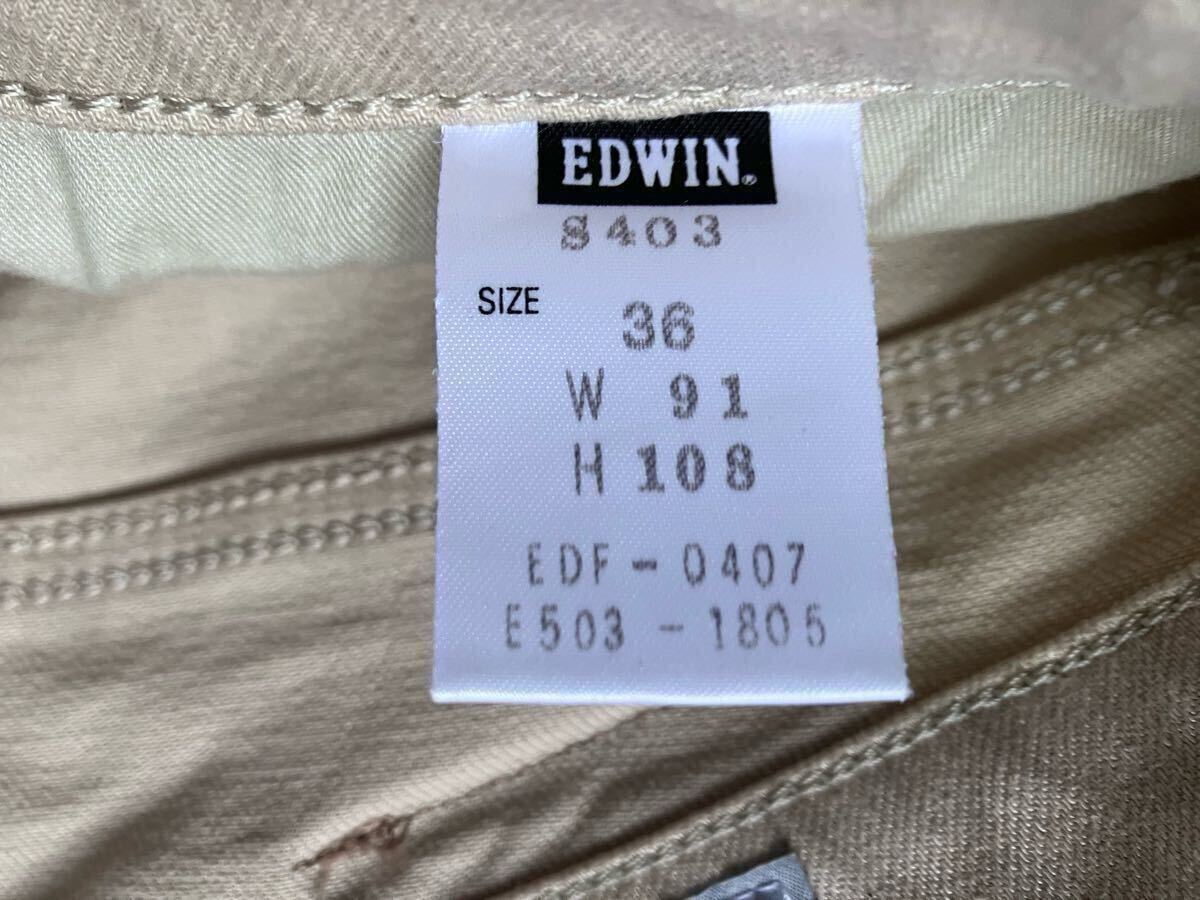 EDWIN®
S403
SIZE 36
W 91
H 108
EDF-0407
E503-1805